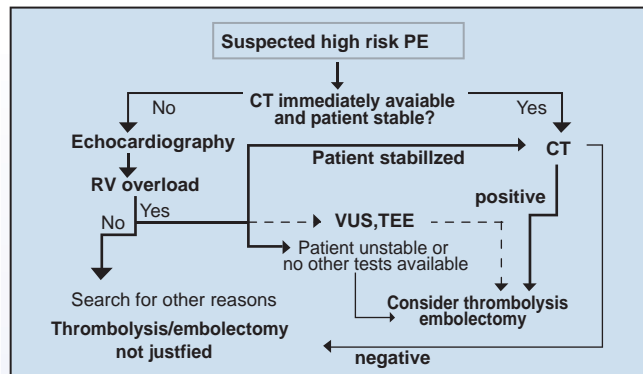 Suspected high risk PE
CT immediately avaiable
and patient stable?
No
Yes
Echocardiography
Patient stabillzed
CT
RV overload
No
Yes
positive
VUS,TEE
Patient unstable or
no other tests available
Search for other reasons
Consider thrombolysis
embolectomy
Thrombolysis/embolectomy
not justfied
negative